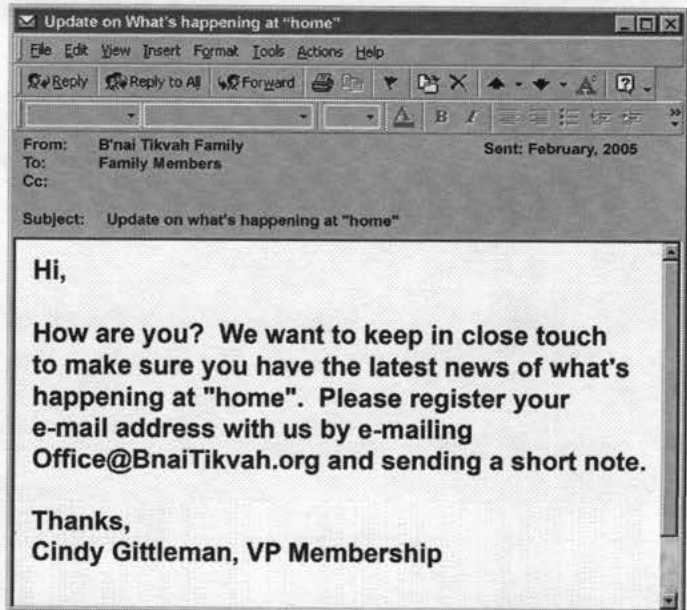 Update on What's happening at “home”
File Edit View Insert Format Tools Actions Help
Reply Reply to All Forward
A B I
From: B'nai Tikvah Family Sent: February, 2005
To: Family Members
Cc:
Subject: Update on what's happening at "home"
Hi,
How are you? We want to keep in close touch
to make sure you have the latest news of what's
happening at "home". Please register your
e-mail address with us by e-mailing
Office@BnaiTikvah.org and sending a short note.
Thanks,
Cindy Gittleman, VP Membership